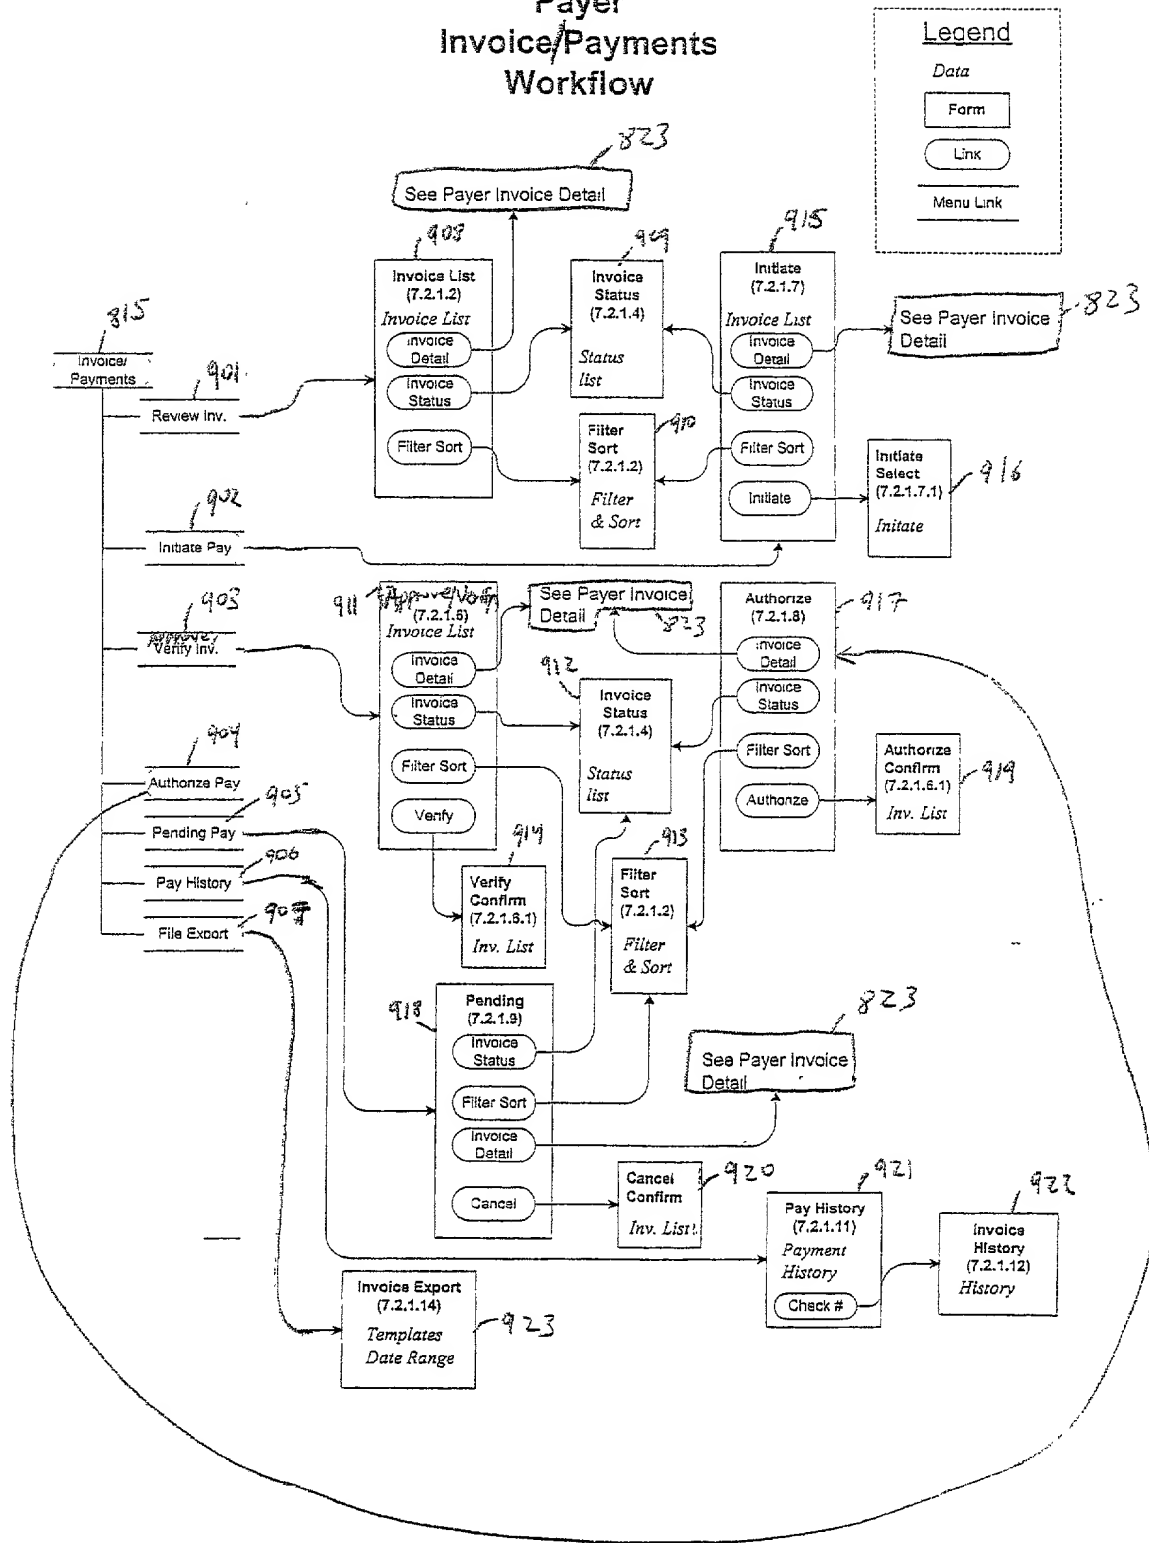 Payer
Invoice/Payments
Workflow
Legend
Data
Form
Link
Menu Link
823
See Payer Invoice Detail
908
Invoice List
(7.2.1.2)
Invoice List
Invoice
Detail
Invoice
Status
Filter Sort
909
Invoice
Status
(7.2.1.4)
Status
list
910
Filter
Sort
(7.2.1.2)
Filter
& Sort
915
Initiate
(7.2.1.7)
Invoice List
Invoice
Detail
Invoice
Status
Filter Sort
Initiate
823
See Payer Invoice
Detail
916
Initiate
Select
(7.2.1.7.1)
Initate
815
Invoice/
Payments
901
Review Inv.
902
Initiate Pay
903
Approve/
Verify Inv.
904
Authorize Pay
905
Pending Pay
906
Pay History
907
File Export
911
Approve/Verify
(7.2.1.6)
Invoice List
Invoice
Detail
Invoice
Status
Filter Sort
Verify
See Payer Invoice
Detail
823
912
Invoice
Status
(7.2.1.4)
Status
list
917
Authorize
(7.2.1.8)
Invoice
Detail
Invoice
Status
Filter Sort
Authorize
919
Authorize
Confirm
(7.2.1.6.1)
Inv. List
914
Verify
Confirm
(7.2.1.6.1)
Inv. List
913
Filter
Sort
(7.2.1.2)
Filter
& Sort
918
Pending
(7.2.1.9)
Invoice
Status
Filter Sort
Invoice
Detail
Cancel
823
See Payer Invoice
Detail
920
Cancel
Confirm
Inv. List
921
Pay History
(7.2.1.11)
Payment
History
Check #
922
Invoice
History
(7.2.1.12)
History
923
Invoice Export
(7.2.1.14)
Templates
Date Range